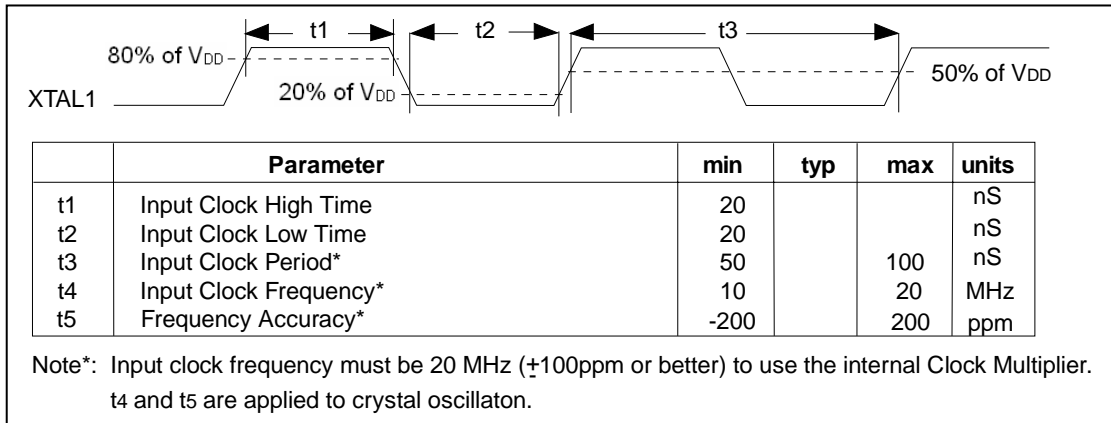 t1 t2 t3
80% of VDD
50% of VDD
XTAL1
20% of VDD
Parameter min typ max units
t1 Input Clock High Time 20 nS
t2 Input Clock Low Time 20 nS
t3 Input Clock Period* 50 100 nS
t4 Input Clock Frequency* 10 20 MHz
t5 Frequency Accuracy* -200 200 ppm
Note*: Input clock frequency must be 20 MHz (±100ppm or better) to use the internal Clock Multiplier.
t4 and t5 are applied to crystal oscillaton.